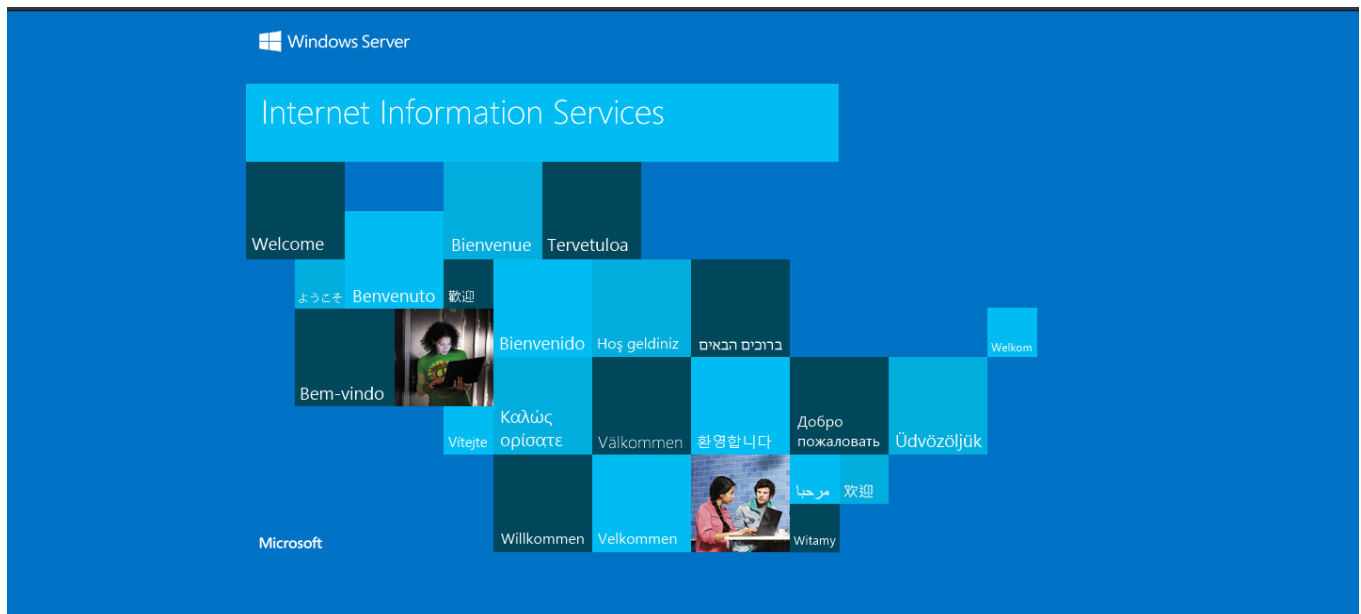 Windows Server
Internet Information Services
Welcome
Bienvenue
Tervetuloa
ようこそ
Benvenuto
歡迎
Bienvenido
Hoş geldiniz
ברוכים הבאים
Welkom
Bem-vindo
Vítejte
Καλώς
ορίσατε
Välkommen
환영합니다
Добро
пожаловать
Üdvözöljük
Microsoft
Willkommen
Velkommen
مرحبا
欢迎
Witamy